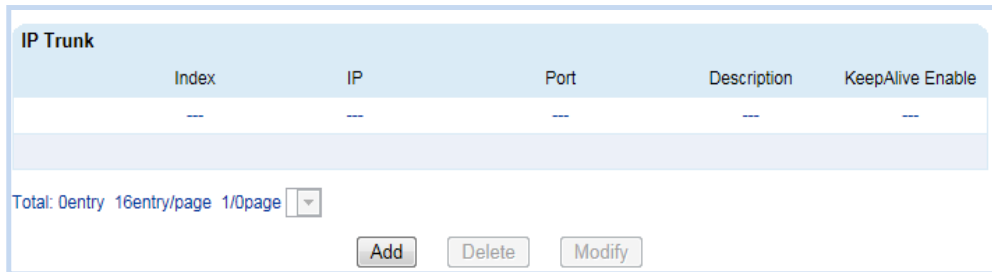 IP Trunk
Index IP Port Description KeepAlive Enable
--- --- --- --- ---
Total: 0entry 16entry/page 1/0page
Add Delete Modify